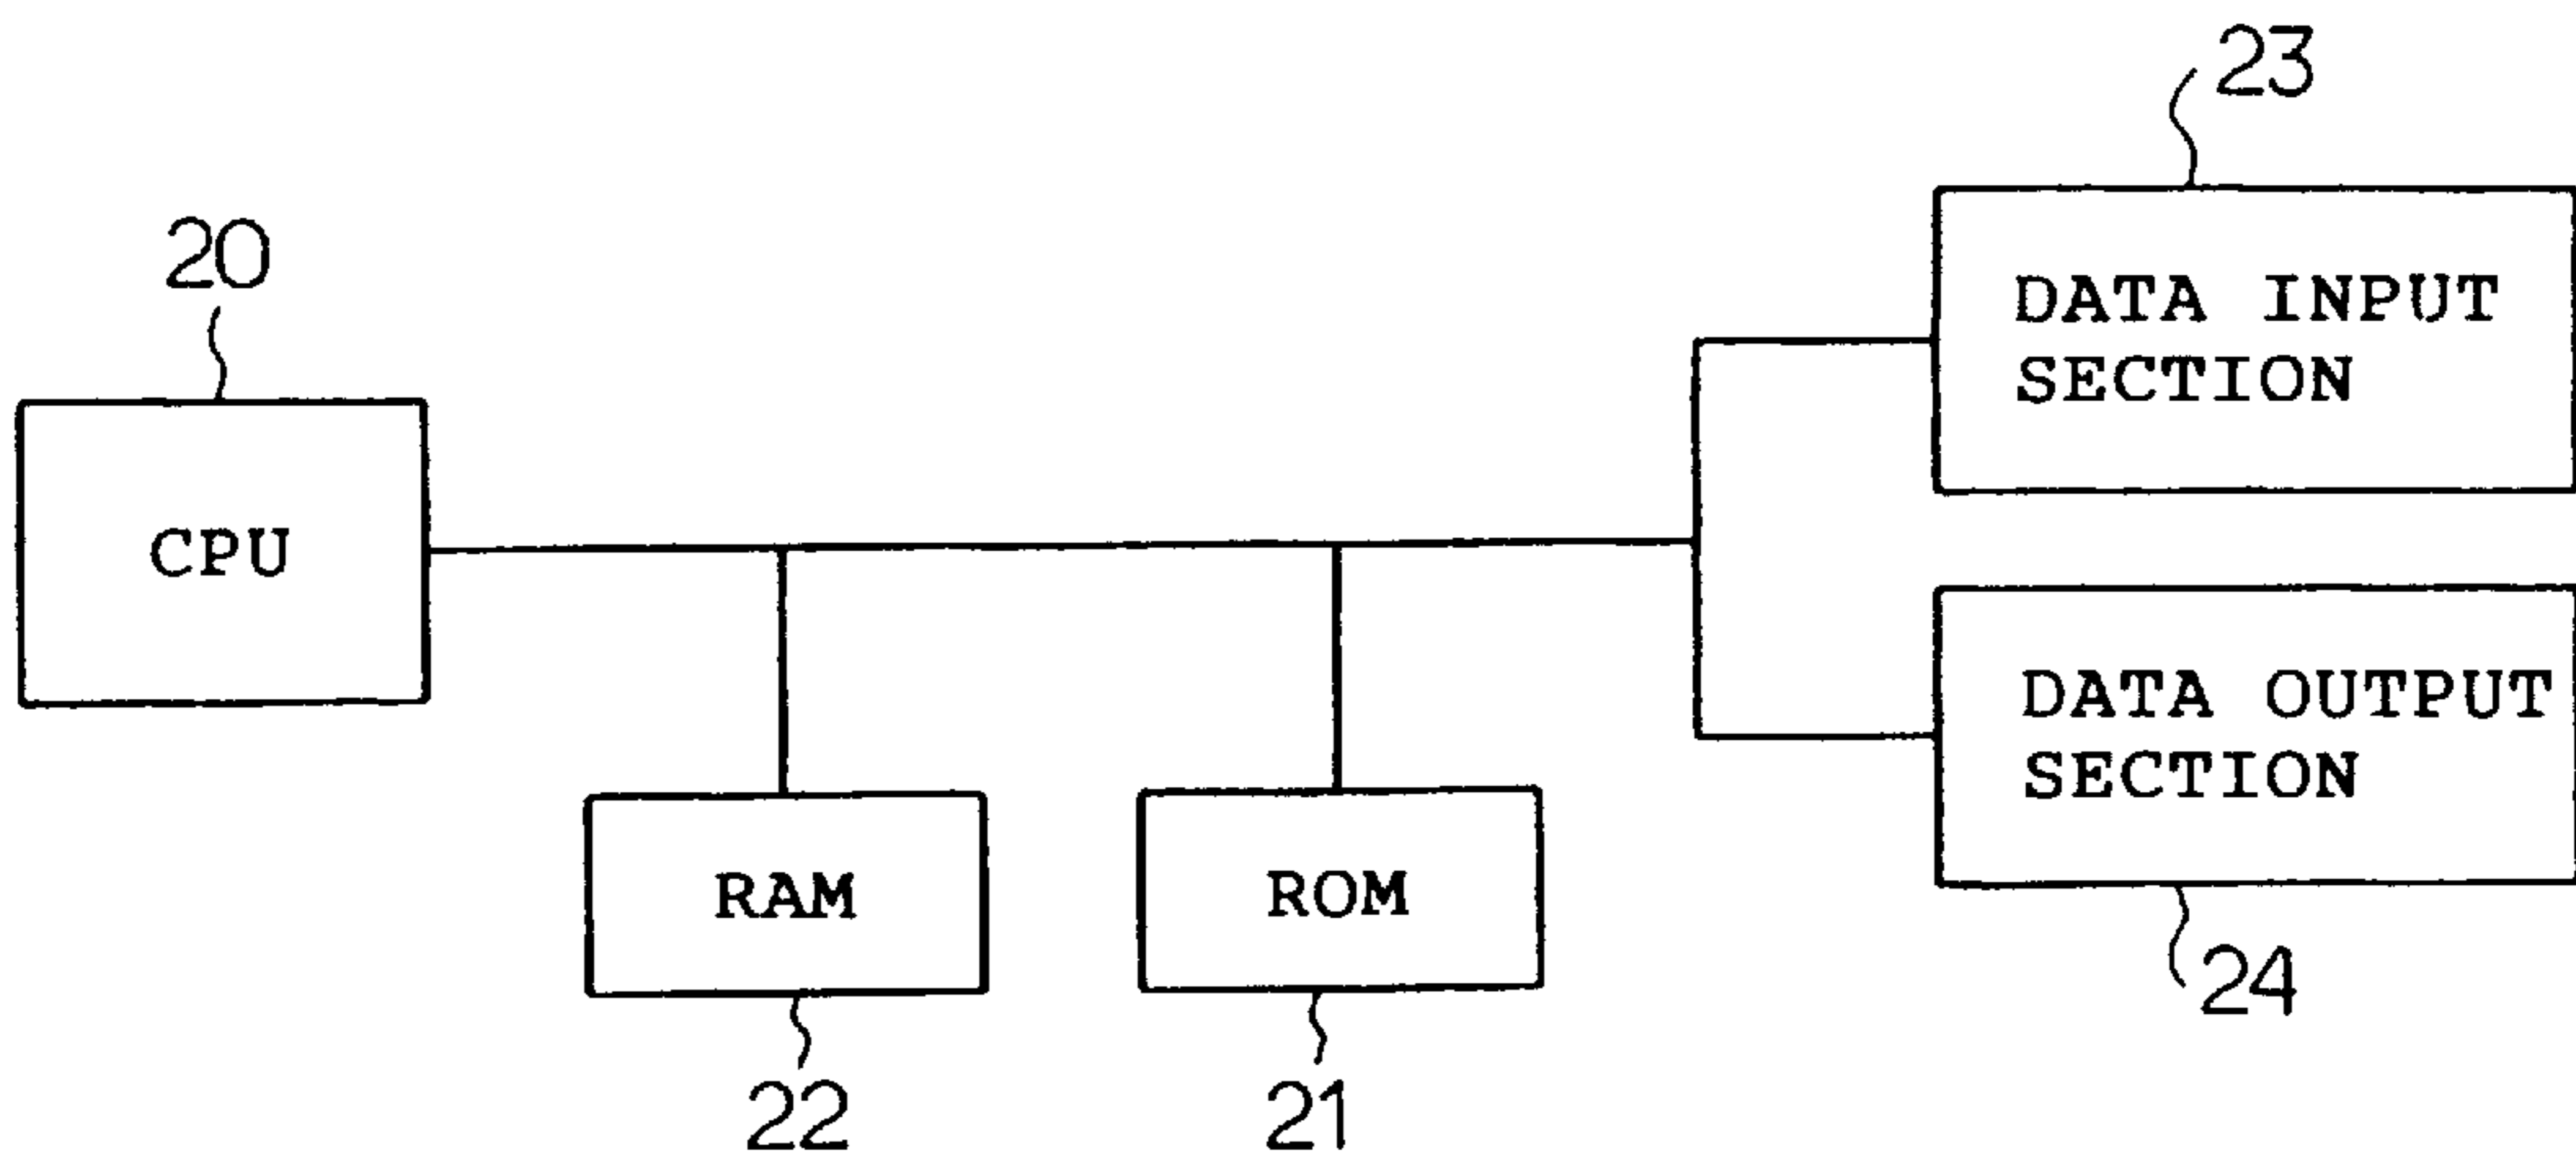 23
20
DATA INPUT
SECTION
CPU
DATA OUTPUT
SECTION
RAM
ROM
24
22
21